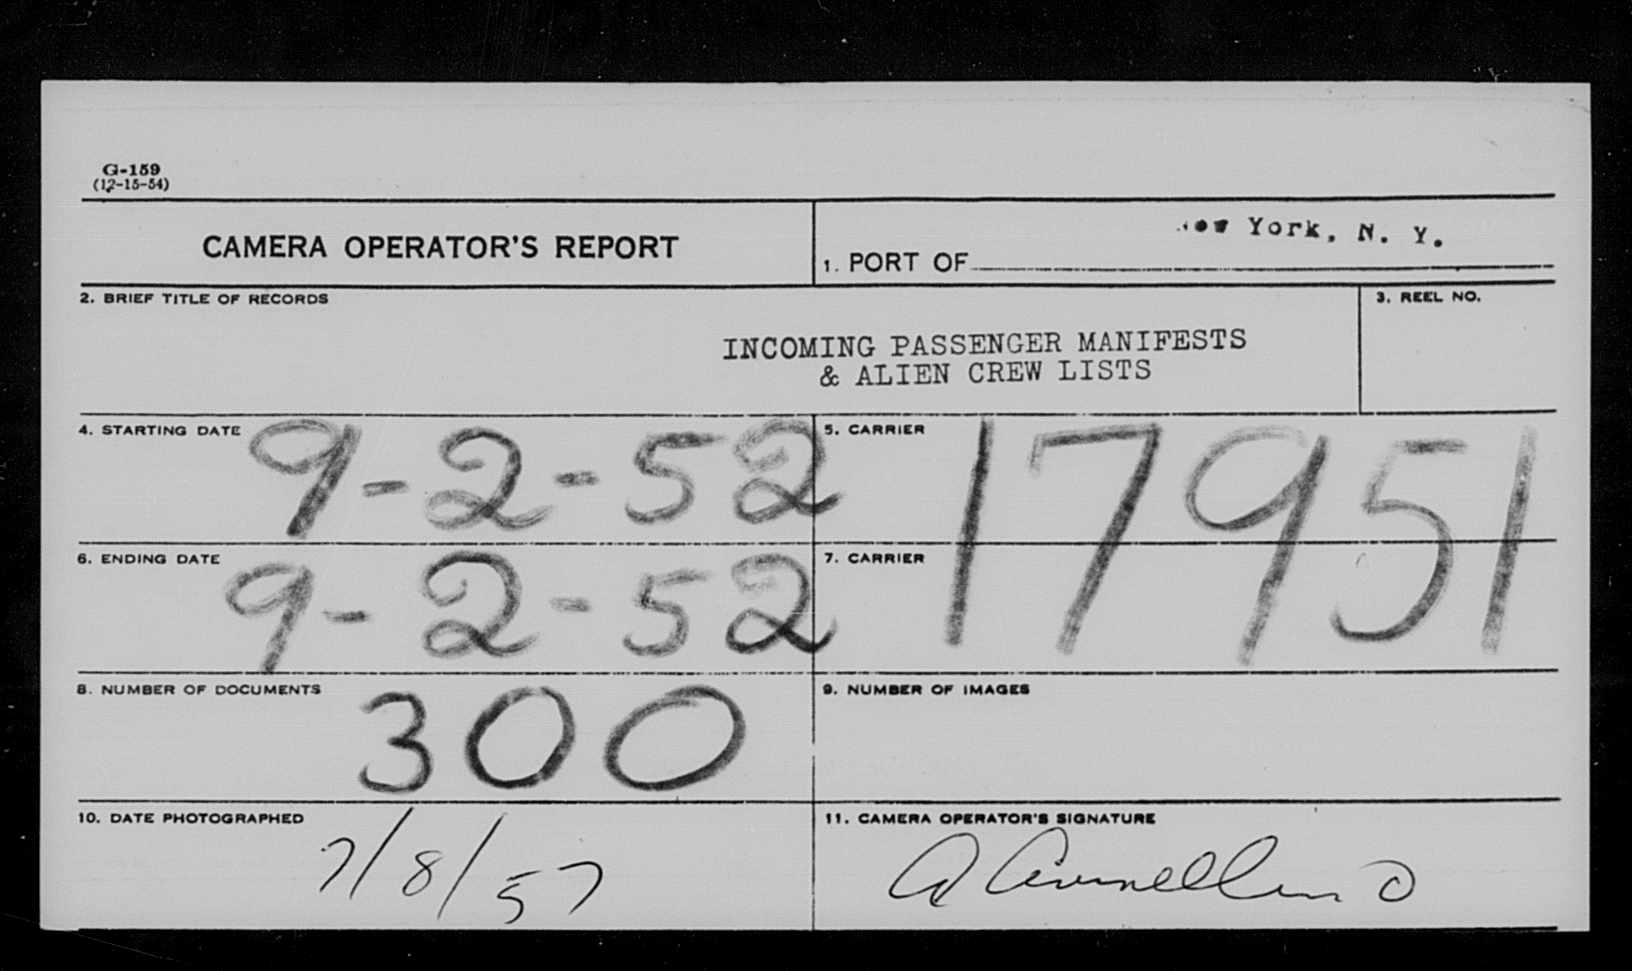 G-159
(12-15-54)
CAMERA OPERATOR'S REPORT
1. PORT OF New York, N. Y.
2. BRIEF TITLE OF RECORDS
INCOMING PASSENGER MANIFESTS
& ALIEN CREW LISTS
3. REEL NO.
4. STARTING DATE 9-2-52
5. CARRIER 17951
6. ENDING DATE 9-2-52
7. CARRIER
8. NUMBER OF DOCUMENTS 300
9. NUMBER OF IMAGES
10. DATE PHOTOGRAPHED 7/8/57
11. CAMERA OPERATOR'S SIGNATURE